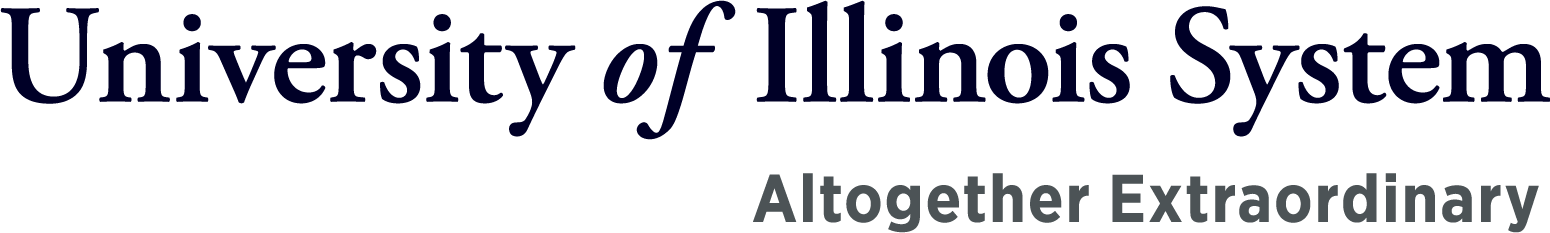 University of Illinois System
Altogether Extraordinary